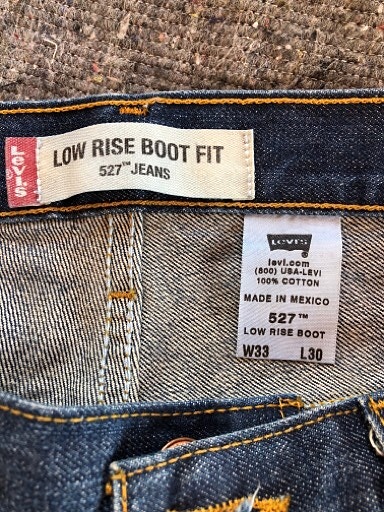 Levi's
LOW RISE BOOT FIT
527™ JEANS
LEVI'S
levi.com
(800) USA-LEVI
100% COTTON
MADE IN MEXICO
527™
LOW RISE BOOT
W33 L30